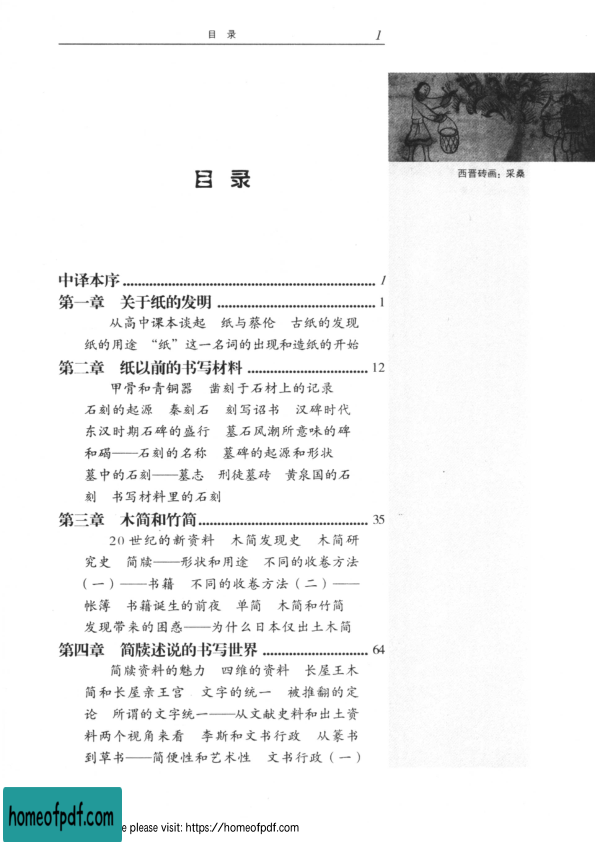 目 录
1
西晋砖画：采桑
目 录
中译本序 I
第一章 关于纸的发明 1
从高中课本谈起 纸与蔡伦 古纸的发现
纸的用途 “纸”这一名词的出现和造纸的开始
第二章 纸以前的书写材料 12
甲骨和青铜器 凿刻于石材上的记录
石刻的起源 秦刻石 刻写诏书 汉碑时代
东汉时期石碑的盛行 墓石风潮所意味的碑
和碣——石刻的名称 墓碑的起源和形状
墓中的石刻——墓志 刑徒墓砖 黄泉国的石
刻 书写材料里的石刻
第三章 木简和竹简 35
20世纪的新资料 木简发现史 木简研
究史 简牍——形状和用途 不同的收卷方法
（一）——书籍 不同的收卷方法（二）——
帐簿 书籍诞生的前夜 单简 木简和竹简
发现带来的困惑——为什么日本仅出土木简
第四章 简牍述说的书写世界 64
简牍资料的魅力 四维的资料 长屋王木
简和长屋亲王宫 文字的统一 被推翻的定
论 所谓的文字统一——从文献史料和出土资
料两个视角来看 李斯和文书行政 从篆书
到草书——简便性和艺术性 文书行政（一）
homeofpdf.com
e please visit: https://homeofpdf.com